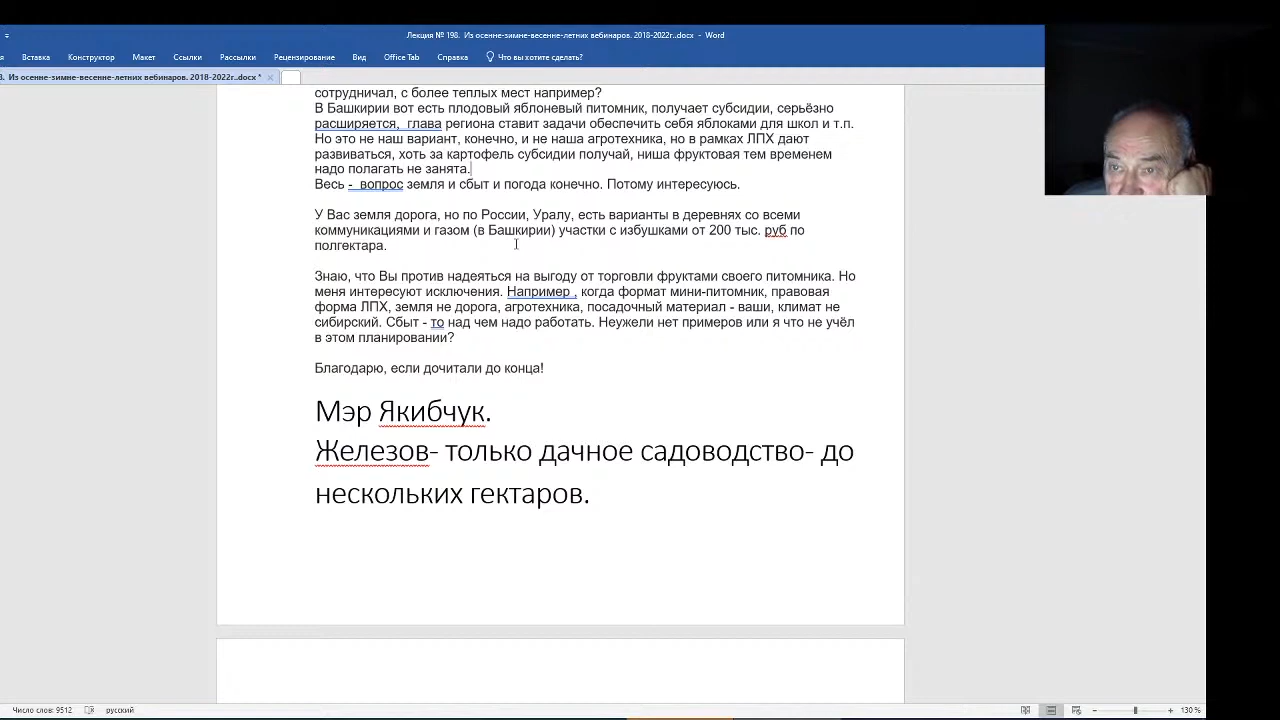 Лекция № 198.  Из осенне-зимне-весенне-летних вебинаров. 2018-2022г..docx  -  Word
Вставка Конструктор Макет Ссылки Рассылки Рецензирование Вид Office Tab Справка Что вы хотите сделать?
Из осенне-зимне-весенне-летних вебинаров. 2018-2022г..docx *
сотрудничал, с более теплых мест например?
В Башкирии вот есть плодовый яблоневый питомник, получает субсидии, серьёзно
расширяется,  глава региона ставит задачи обеспечить себя яблоками для школ и т.п.
Но это не наш вариант, конечно, и не наша агротехника, но в рамках ЛПХ дают
развиваться, хоть за картофель субсидии получай, ниша фруктовая тем временем
надо полагать не занята.
Весь -  вопрос земля и сбыт и погода конечно. Потому интересуюсь.
У Вас земля дорога, но по России, Уралу, есть варианты в деревнях со всеми
коммуникациями и газом (в Башкирии) участки с избушками от 200 тыс. руб по
полгектара.
Знаю, что Вы против надеяться на выгоду от торговли фруктами своего питомника. Но
меня интересуют исключения. Например , когда формат мини-питомник, правовая
форма ЛПХ, земля не дорога, агротехника, посадочный материал - ваши, климат не
сибирский. Сбыт - то над чем надо работать. Неужели нет примеров или я что не учёл
в этом планировании?
Благодарю, если дочитали до конца!
Мэр Якибчук.
Железов- только дачное садоводство- до
нескольких гектаров.
Число слов: 9512 русский 130 %